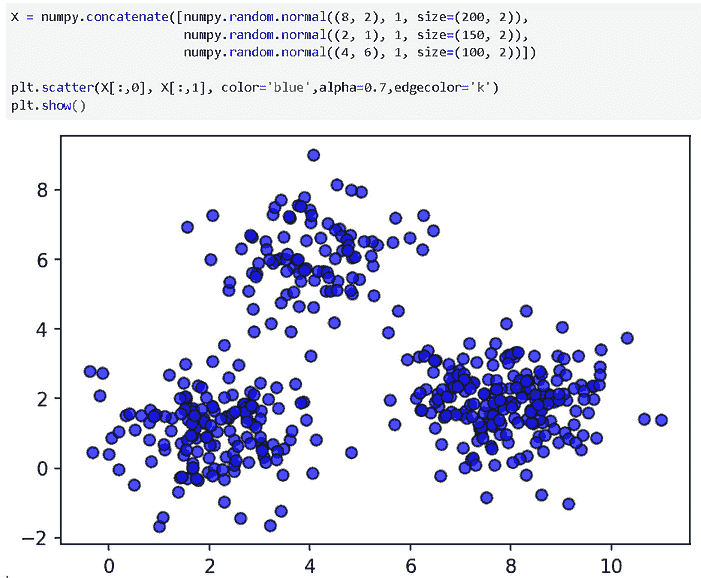 X = numpy.concatenate([numpy.random.normal((8, 2), 1, size=(200, 2)),
numpy.random.normal((2, 1), 1, size=(150, 2)),
numpy.random.normal((4, 6), 1, size=(100, 2))])
plt.scatter(X[:,0], X[:,1], color='blue',alpha=0.7,edgecolor='k')
plt.show()
8
6
4
2
0
−2
0 2 4 6 8 10
.